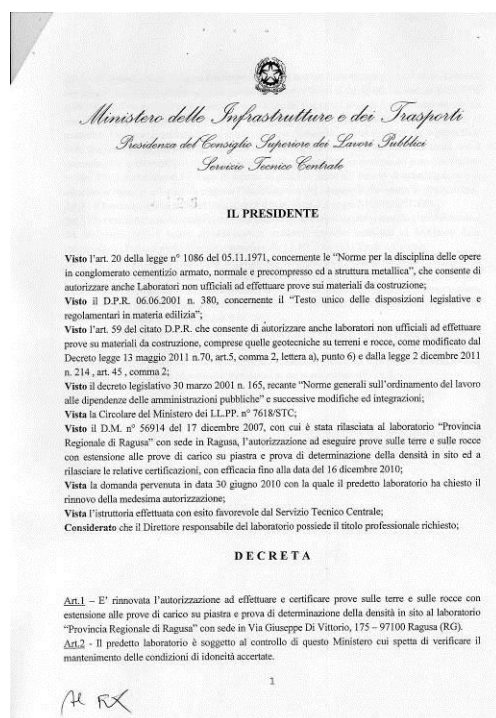 Ministero delle Infrastrutture e dei Trasporti
Presidenza del Consiglio Superiore dei Lavori Pubblici
Servizio Tecnico Centrale
IL PRESIDENTE
Visto l'art. 20 della legge n° 1086 del 05.11.1971, concernente le "Norme per la disciplina delle opere
in conglomerato cementizio armato, normale e precompresso ed a struttura metallica", che consente di
autorizzare anche Laboratori non ufficiali ad effettuare prove sui materiali da costruzione;
Visto il D.P.R. 06.06.2001 n. 380, concernente il "Testo unico delle disposizioni legislative e
regolamentari in materia edilizia";
Visto l'art. 59 del citato D.P.R. che consente di autorizzare anche laboratori non ufficiali ad effettuare
prove su materiali da costruzione, comprese quelle geotecniche su terreni e rocce, come modificato dal
Decreto legge 13 maggio 2011 n.70, art.5, comma 2, lettera a), punto 6) e dalla legge 2 dicembre 2011
n. 214 , art. 45 , comma 2;
Visto il decreto legislativo 30 marzo 2001 n. 165, recante "Norme generali sull'ordinamento del lavoro
alle dipendenze delle amministrazioni pubbliche" e successive modifiche ed integrazioni;
Vista la Circolare del Ministero dei LL.PP. n° 7618/STC;
Visto il D.M. n° 56914 del 17 dicembre 2007, con cui è stata rilasciata al laboratorio "Provincia
Regionale di Ragusa" con sede in Ragusa, l'autorizzazione ad eseguire prove sulle terre e sulle rocce
con estensione alle prove di carico su piastra e prova di determinazione della densità in sito ed a
rilasciare le relative certificazioni, con efficacia fino alla data del 16 dicembre 2010;
Vista la domanda pervenuta in data 30 giugno 2010 con la quale il predetto laboratorio ha chiesto il
rinnovo della medesima autorizzazione;
Vista l'istruttoria effettuata con esito favorevole dal Servizio Tecnico Centrale;
Considerato che il Direttore responsabile del laboratorio possiede il titolo professionale richiesto;
DECRETA
Art.1 – E' rinnovata l'autorizzazione ad effettuare e certificare prove sulle terre e sulle rocce con
estensione alle prove di carico su piastra e prova di determinazione della densità in sito al laboratorio
"Provincia Regionale di Ragusa" con sede in Via Giuseppe Di Vittorio, 175 – 97100 Ragusa (RG).
Art.2 - Il predetto laboratorio è soggetto al controllo di questo Ministero cui spetta di verificare il
mantenimento delle condizioni di idoneità accertate.
1